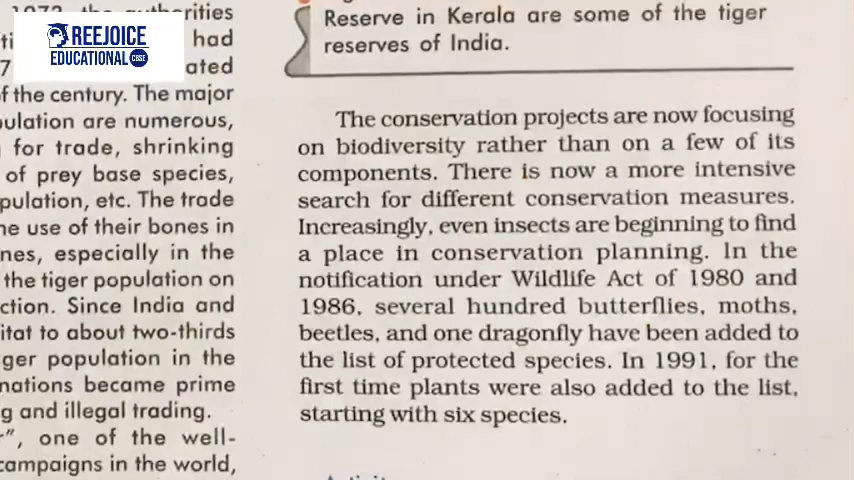 REEJOICE
EDUCATIONAL CBSE
had
ated
of the century. The major
are numerous,
for trade, shrinking
of prey base species,
etc. The trade
use of their bones in
especially in the
the tiger population on
Since India and
to about two-thirds
population in the
nations became prime
and illegal trading.
one of the well-
campaigns in the world,
Reserve in Kerala are some of the tiger
reserves of India.
The conservation projects are now focusing
on biodiversity rather than on a few of its
components. There is now a more intensive
search for different conservation measures.
Increasingly, even insects are beginning to find
a place in conservation planning. In the
notification under Wildlife Act of 1980 and
1986, several hundred butterflies, moths,
beetles, and one dragonfly have been added to
the list of protected species. In 1991, for the
first time plants were also added to the list,
starting with six species.